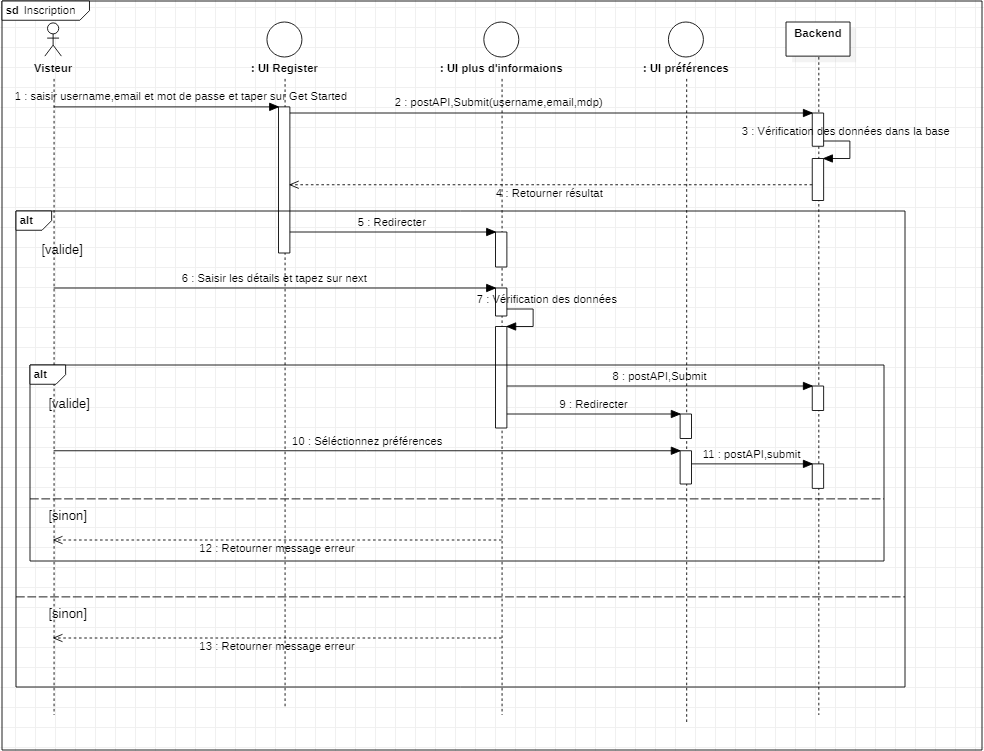 sd Inscription
Visteur
: UI Register
: UI plus d'informaions
: UI préférences
Backend
1 : saisir username,email et mot de passe et taper sur Get Started
2 : postAPI,Submit(username,email,mdp)
3 : Vérification des données dans la base
4 : Retourner résultat
alt
5 : Redirecter
[valide]
6 : Saisir les détails et tapez sur next
7 : Vérification des données
alt
8 : postAPI,Submit
[valide]
9 : Redirecter
10 : Séléctionnez préférences
11 : postAPI,submit
[sinon]
12 : Retourner message erreur
[sinon]
13 : Retourner message erreur